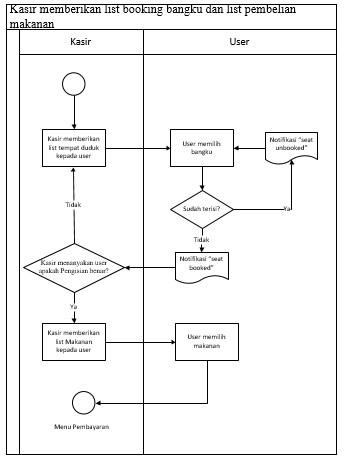 Kasir memberikan list booking bangku dan list pembelian
makanan
Kasir
User
Kasir memberikan
list tempat duduk
kepada user
User memilih
bangku
Notifikasi "seat
unbooked"
Sudah terisi?
Ya
Tidak
Tidak
Notifikasi "seat
booked"
Kasir menanyakan user
apakah Pengisian benar?
Ya
Kasir memberikan
list Makanan
kepada user
User memilih
makanan
Menu Pembayaran